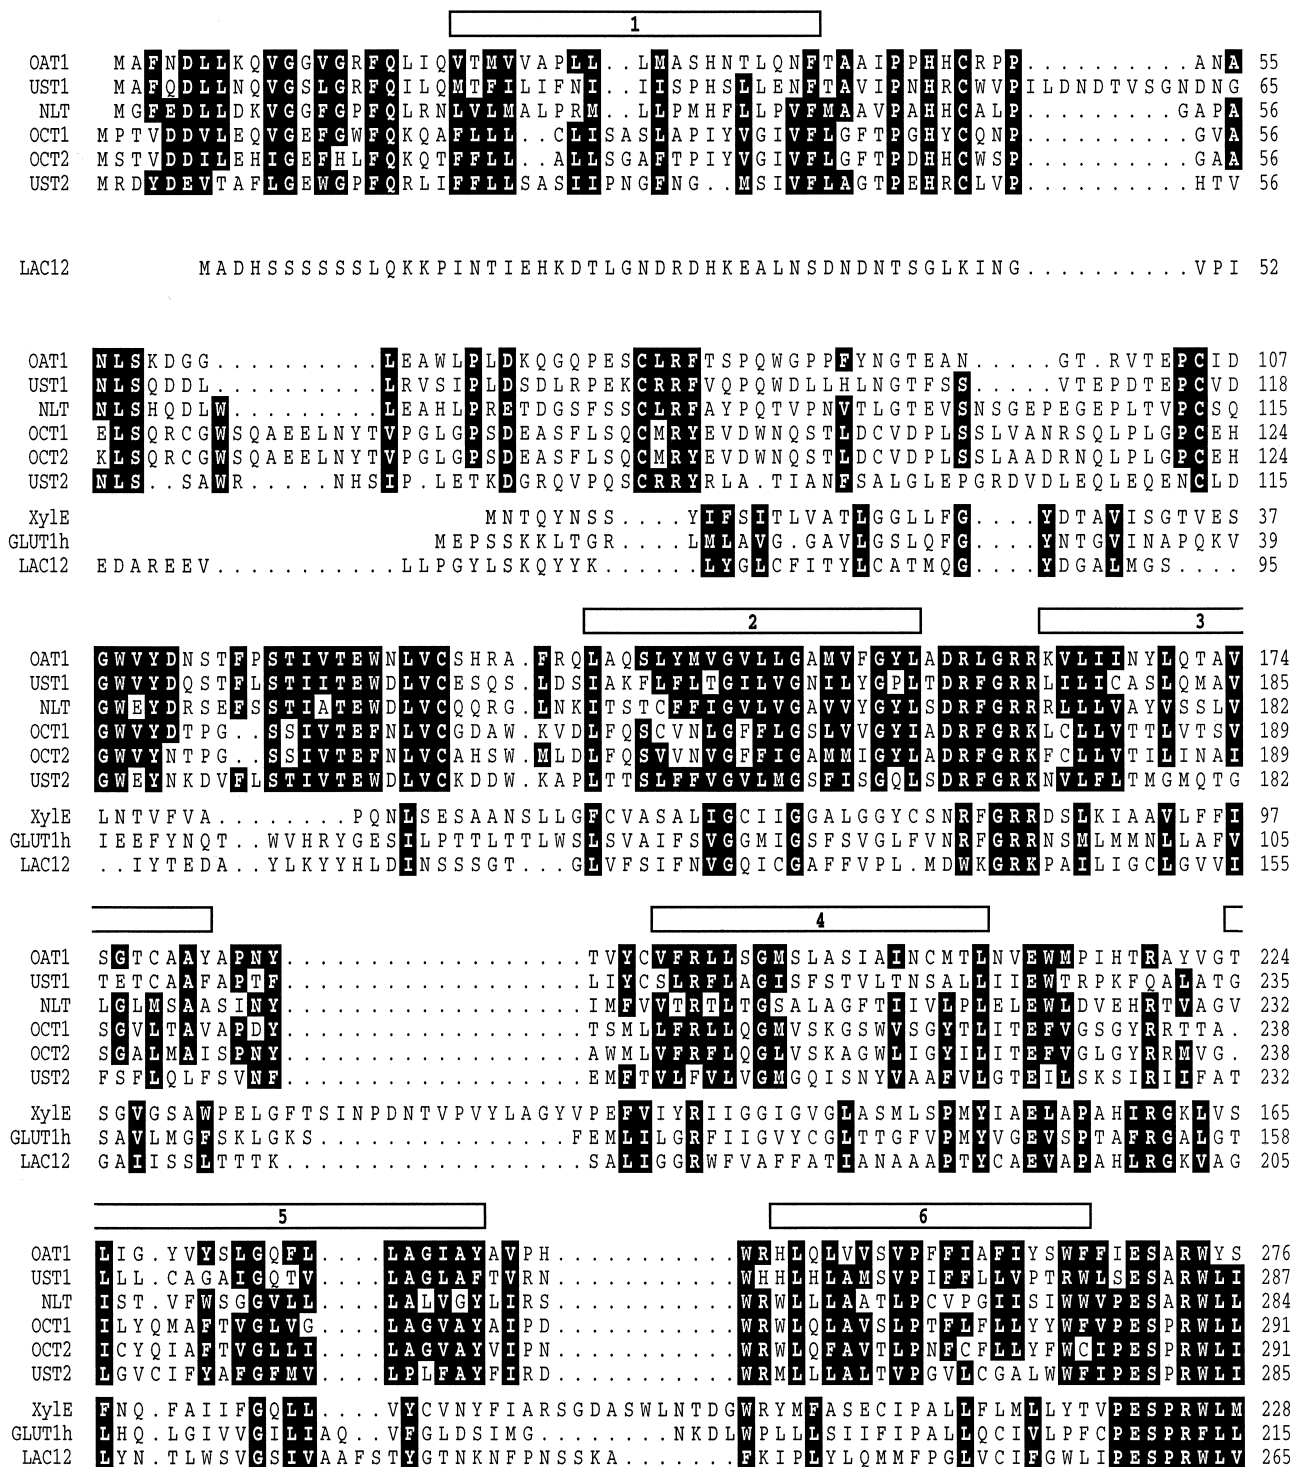 1
OAT1 MAFNDLLKQVGGVGRFQLIQVTMVVAPLL..LMASHNTLQNFTAAIPPHHCRPP..........ANA 55
UST1 MAFQDLLNQVGSLGRFQILQMTFILIFNI..IISPHSLLENFTAVIPNHRCWVPILDNDTVSGNDNG 65
NLT MGFEDLLDKVGGFGPFQLRNLVLMALPRM..LLPMHFLLPVFMAAVPAHHCALP.........GAPA 56
OCT1 MPTVDDVLEQVGEFGWFQKQAFLLL..CLISASLAPIYVGIVFLGFTPGHYCQNP..........GVA 56
OCT2 MSTVDDILEHIGEFHLFQKQTFFLL..ALLSGAFTPIYVGIVFLGFTPDHHCWSP..........GAA 56
UST2 MRDYDEVTAFLGEWGPFQRLIFFLLSASIIPNGFNG..MSIVFLAGTPEHRCLVP..........HTV 56
LAC12 MADHSSSSSSLQKKPINTIEHKDTLGNDRDHKEALNSDNDNTSGLKING..........VPI 52
OAT1 NLSKDGG..........LEAWLPLDKQGQPESCLRFTSPQWGPPFYNGTEAN.....GT.RVTEPCID 107
UST1 NLSQDDL..........LRVSIPLDSDLRPEKCRRFVQPQWDLLHLNGTFSS.....VTEPDTEPCVD 118
NLT NLSHQDLW.........LEAHLPRETDGSFSSCLRFAYPQTVPNVTLGTEVSNSGEPEGEPLTVPCSQ 115
OCT1 ELSQRCGWSQAEELNYTVPGLGPSDEASFLSQCMRYEVDWNQSTLDCVDPLSSLVANRSQLPLGPCEH 124
OCT2 KLSQRCGWSQAEELNYTVPGLGPSDEASFLSQCMRYEVDWNQSTLDCVDPLSSLAADRNQLPLGPCEH 124
UST2 NLS..SAWR.....NHSIP.LETKDGRQVPQSCRRYRLA.TIANFSALGLEPGRDVDLEQLEQENCLD 115
XylE MNTQYNSS....YIFSITLVATLGGLLFG....YDTAVISGTVES 37
GLUT1h MEPSSKKLTGR....LMLAVG.GAVLGSLQFG....YNTGVINAPQKV 39
LAC12 EDAREEV...........LLPGYLSKQYYK......LYGLCFITYLCATMQG....YDGALMGS.... 95
2 3
OAT1 GWVYDNSTFPSTIVTEWNLVCSHRA.FRQLAQSLYMVGVLLGAMVFGYLADRLGRRKVLIINYLQTAV 174
UST1 GWVYDQSTFLSTIITEWDLVCESQS.LDSIAKFLFLTGILVGNILYGPLTDRFGRRLILICASLQMAV 185
NLT GWEYDRSEFSSTIATEWDLVCQQRG.LNKITSTCFFIGVLVGAVVYGYLSDRFGRRRLLLVAYVSSLV 182
OCT1 GWVYDTPG..SSIVTEFNLVCGDAW.KVDLFQSCVNLGFFLGSLVVGYIADRFGRKLCLLVTTLVTSV 189
OCT2 GWVYNTPG..SSIVTEFNLVCAHSW.MLDLFQSVVNVGFFIGAMMIGYIADRFGRKFCLLVTILINAI 189
UST2 GWEYNKDVFLSTIVTEWDLVCKDDW.KAPLTTSLFFVGVLMGSFISGQLSDRFGRKNVLFLTMGMQTG 182
XylE LNTVFVA........PQNLSESAANSLLGFCVASALIGCIIGGALGGYCSNRFGRRDSLKIAAVLFFI 97
GLUT1h IEEFYNQT..WVHRYGESILPTTLTTLWSLSVAIFSVGGMIGSFSVGLFVNRFGRRNSMLMMNLLAFV 105
LAC12 ..IYTEDA..YLKYYHLDINSSSGT...GLVFSIFNVGQICGAFFVPL.MDWKGRKPAILIGCLGVVI 155
4
OAT1 SGTCAAYAPNY..................TVYCVFRLLSGMSLASIAINCMTLNVEWMPIHTRAYVGT 224
UST1 TETCAAFAPTF..................LIYCSLRFLAGISFSTVLTNSALLIIEWTRPKFQALATG 235
NLT LGLMSAASINY..................IMFVVTRTLTGSALAGFTIIVLPLELEWLDVEHRTVAGV 232
OCT1 SGVLTAVAPDY..................TSMLLFRLLQGMVSKGSWVSGYTLITEFVGSGYRRTTA. 238
OCT2 SGALMAISPNY..................AWMLVFRFLQGLVSKAGWLIGYILITEFVGLGYRRMVG. 238
UST2 FSFLQLFSVNF..................EMFTVLFVLVGMGQISNYVAAFVLGTEILSKSIRIIFAT 232
XylE SGVGSAWPELGFTSINPDNTVPVYLAGYVPEFVIYRIIGGIGVGLASMLSPMYIAELAPAHIRGKLVS 165
GLUT1h SAVLMGFSKLGKS...............FEMLILGRFIIGVYCGLTTGFVPMYVGEVSPTAFRGALGT 158
LAC12 GAIISSLTTTK..................SALIGGRWFVAFFATIANAAAPTYCAEVAPAHLRGKVAG 205
5 6
OAT1 LIG.YVYSLGQFL....LAGIAYAVPH...........WRHLQLVVSVPFFIAFIYSWFFIESARWYS 276
UST1 LLL.CAGAIGQTV....LAGLAFTVRN...........WHHLHLAMSVPIFFLLVPTRWLSESARWLI 287
NLT IST.VFWSGGVLL....LALVGYLIRS...........WRWLLLAATLPCVPGIISIWWVPESARWLL 284
OCT1 ILYQMAFTVGLVG....LAGVAYAIPD...........WRWLQLAVSLPTFLFLLYYWFVPESPRWLL 291
OCT2 ICYQIAFTVGLLI....LAGVAYVIPN...........WRWLQFAVTLPNFCFLLYFWCIPESPRWLI 291
UST2 LGVCIFYAFGFMV....LPLFAYFIRD...........WRMLLLALTVPGVLCGALWWFIPESPRWLI 285
XylE FNQ.FAIIFGQLL....VYCVNYFIARSGDASWLNTDGWRYMFASECIPALLFLMLLYTVPESPRWLM 228
GLUT1h LHQ.LGIVVGILIAQ..VFGLDSIMG........NKDLWPLLLSIIFIPALLQCIVLPFCPESPRFLL 215
LAC12 LYN.TLWSVGSIVAAFSTYGTNKNFPNSSKA.......FKIPLYLQMMFPGLVCIFGWLIPESPRWLV 265